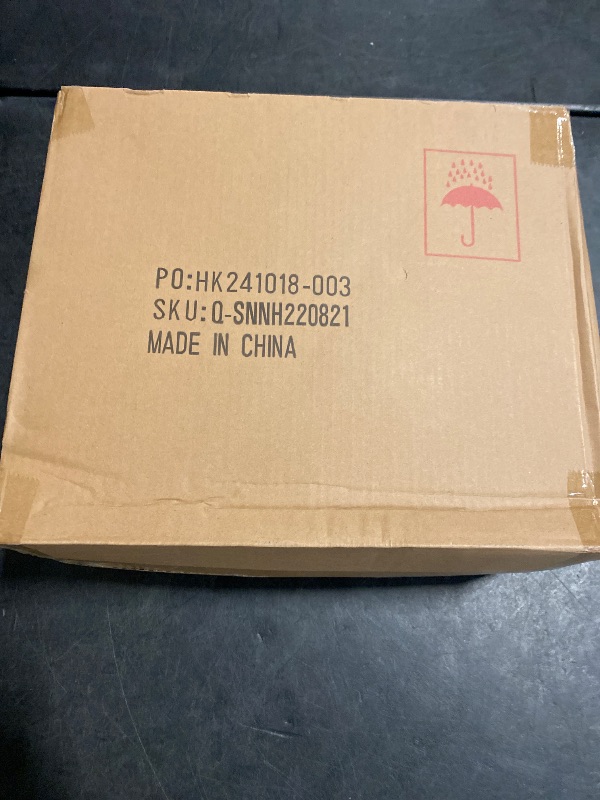 PO:HK241018-003
SKU:Q-SNNH220821
MADE IN CHINA